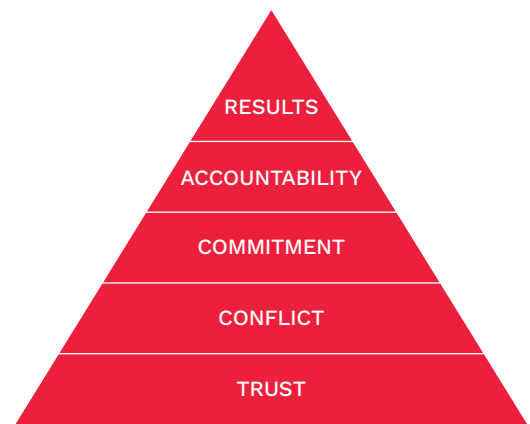 RESULTS
ACCOUNTABILITY
COMMITMENT
CONFLICT
TRUST